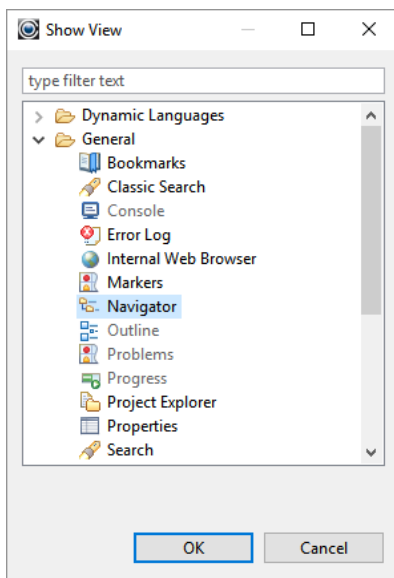 Show View
type filter text
Dynamic Languages
General
Bookmarks
Classic Search
Console
Error Log
Internal Web Browser
Markers
Navigator
Outline
Problems
Progress
Project Explorer
Properties
Search
OK Cancel